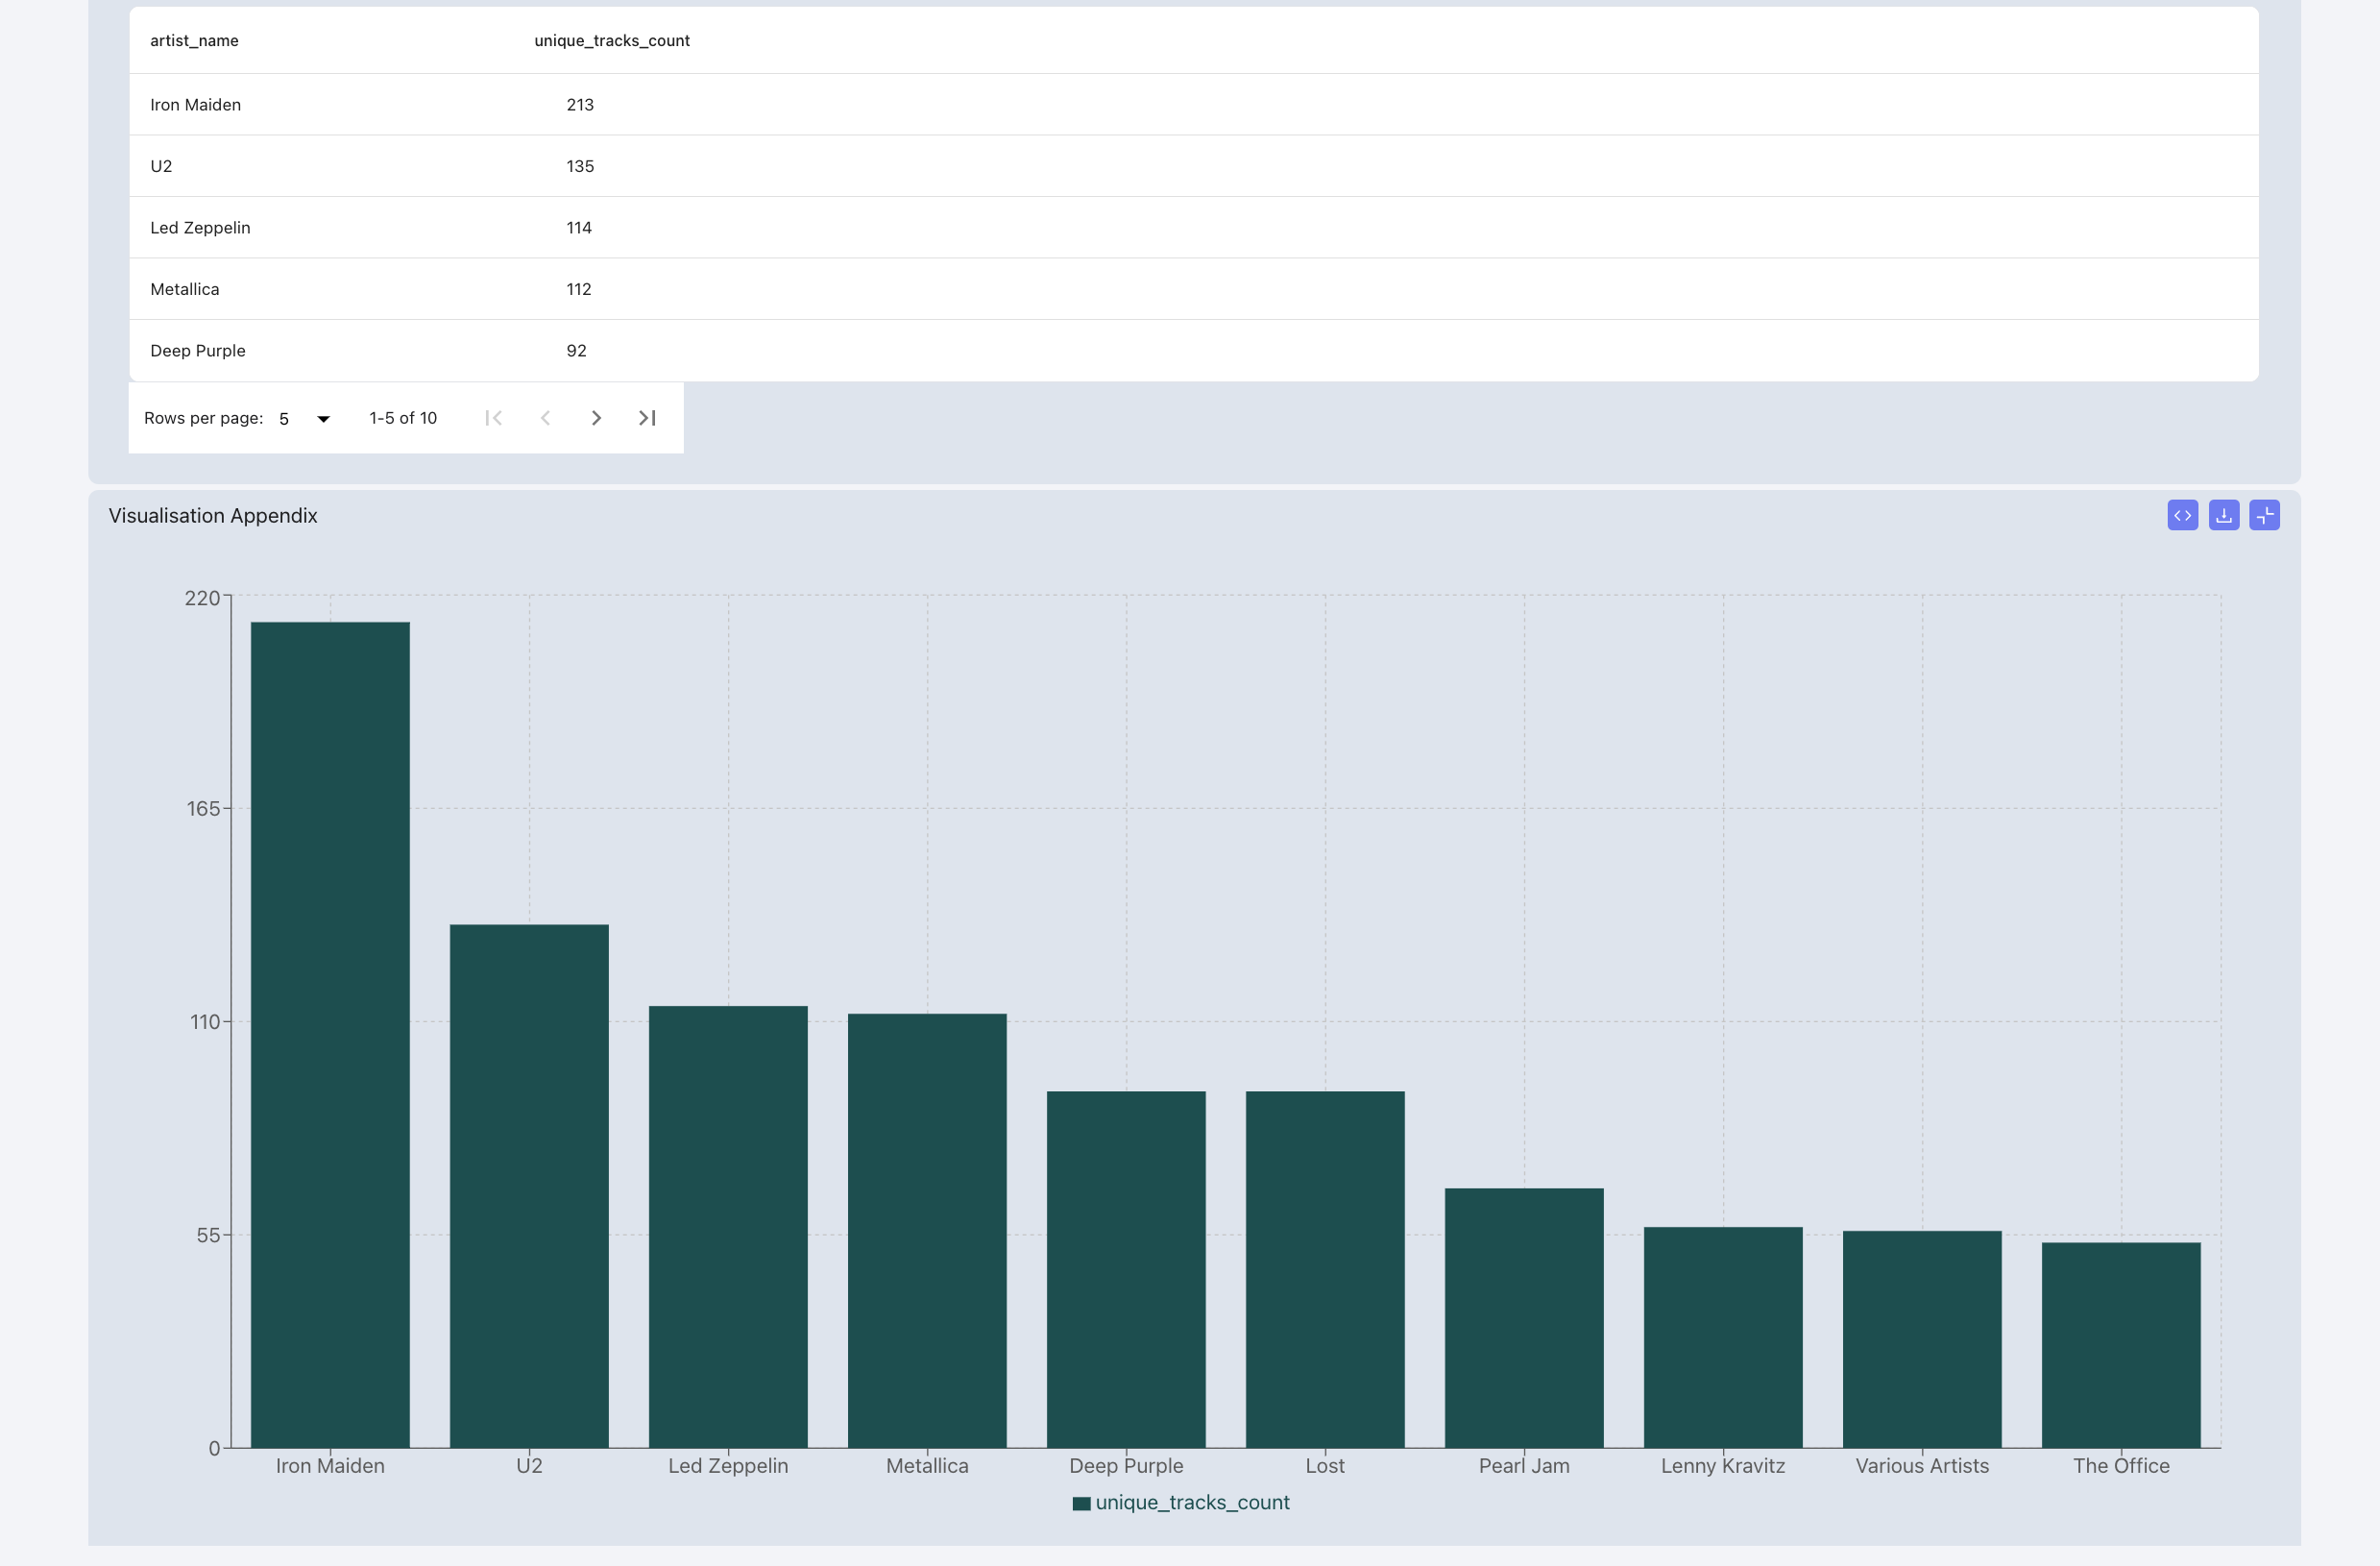 artist_name unique_tracks_count
Iron Maiden 213
U2 135
Led Zeppelin 114
Metallica 112
Deep Purple 92
Rows per page: 5 1-5 of 10
Visualisation Appendix
220
165
110
55
0
Iron Maiden U2 Led Zeppelin Metallica Deep Purple Lost Pearl Jam Lenny Kravitz Various Artists The Office
unique_tracks_count